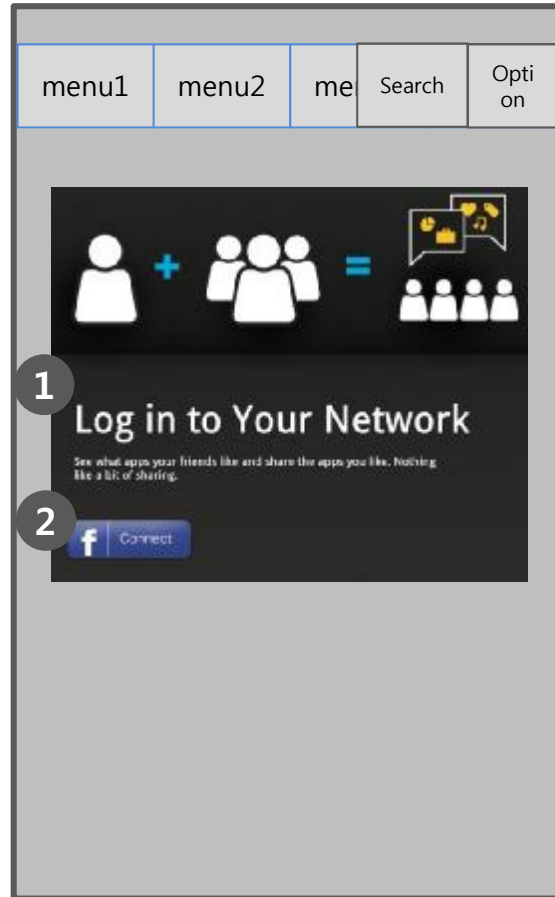 menu1 menu2 me Search Opti
on
1
Log in to Your Network
See what apps your friends like and share the apps you like. Nothing
like a bit of sharing.
2
f Connect